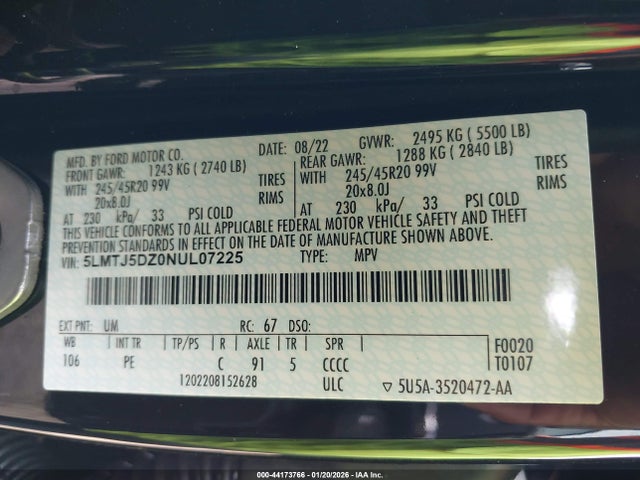 MFD. BY FORD MOTOR CO. DATE: 08/22 GVWR: 2495 KG ( 5500 LB)
FRONT GAWR: 1243 KG ( 2740 LB) REAR GAWR: 1288 KG ( 2840 LB)
WITH 245/45R20 99V TIRES WITH 245/45R20 99V TIRES
20x8.0J RIMS 20x8.0J RIMS
AT 230 kPa/ 33 PSI COLD AT 230 kPa/ 33 PSI COLD
THIS VEHICLE CONFORMS TO ALL APPLICABLE FEDERAL MOTOR VEHICLE SAFETY AND THEFT
PREVENTION STANDARDS IN EFFECT ON THE DATE OF MANUFACTURE SHOWN ABOVE.
VIN: 5LMTJ5DZ0NUL07225 TYPE: MPV
EXT PNT: UM RC: 67 DSO:
WB INT TR TP/PS R AXLE TR SPR F0020
106 PE C 91 5 CCCC T0107
1202208152628 ULC ▽ 5U5A-3520472-AA
000-44173766 - 01/20/2026 - IAA Inc.